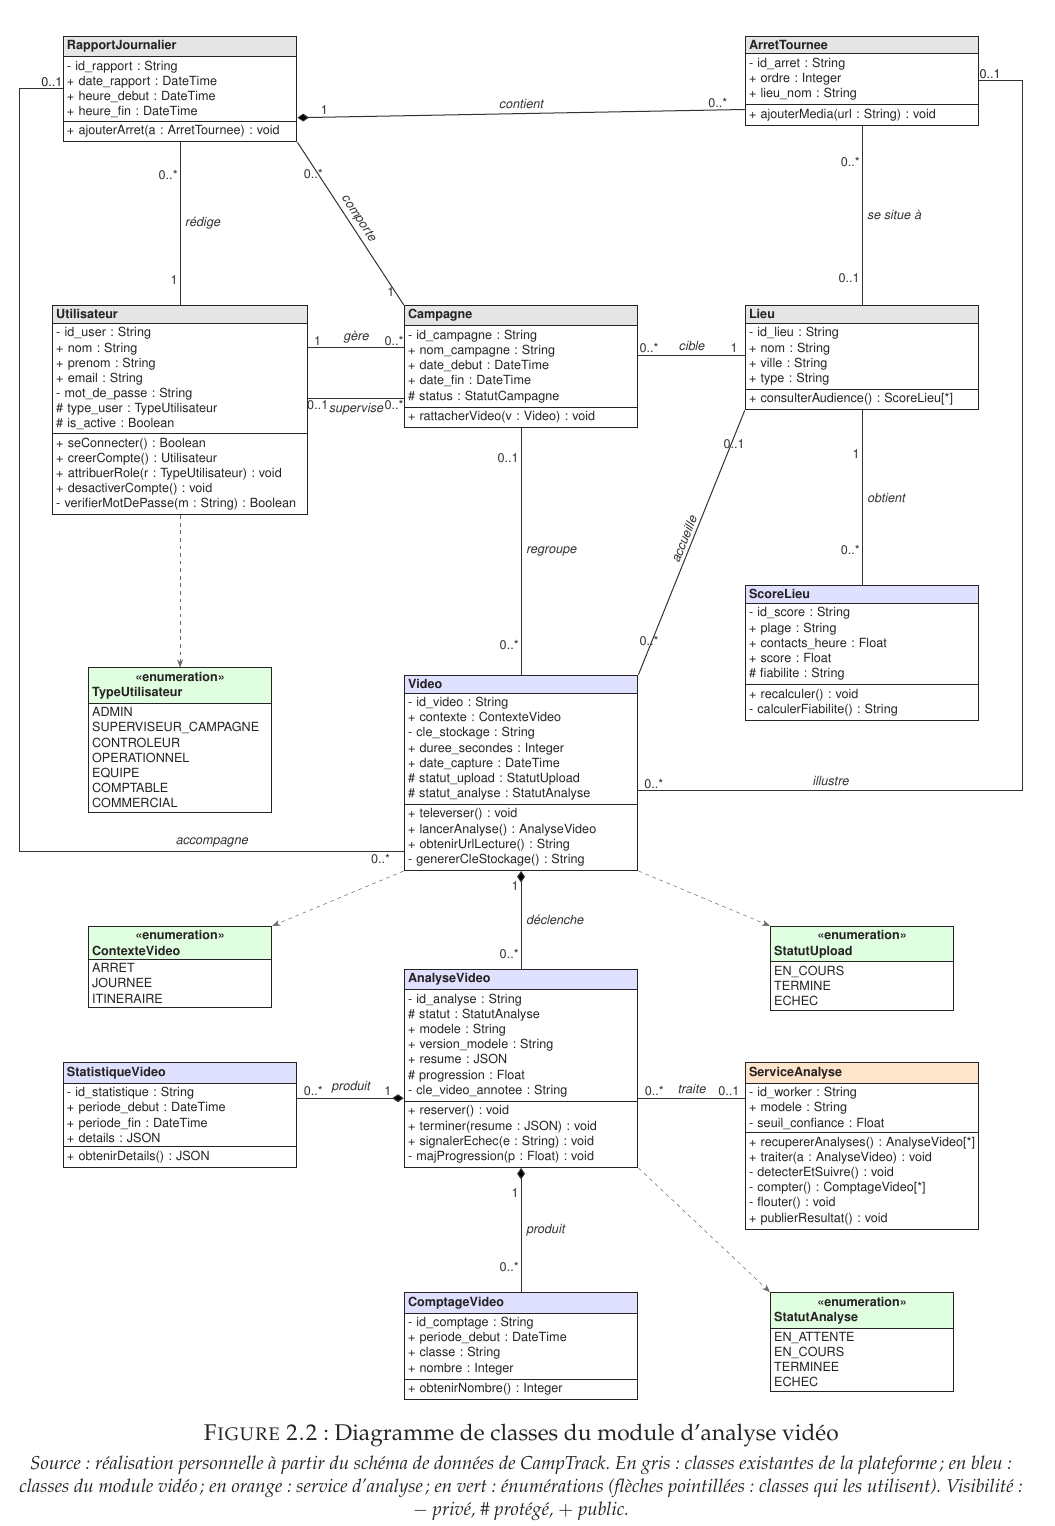 RapportJournalier
- id_rapport : String
+ date_rapport : DateTime
+ heure_debut : DateTime
+ heure_fin : DateTime
+ ajouterArret(a : ArretTournee) : void
0..1
1
contient
0..*
ArretTournee
- id_arret : String
+ ordre : Integer
+ lieu_nom : String
+ ajouterMedia(url : String) : void
0..1
0..*
rédige
1
0..*
comporte
1
0..*
se situe à
0..1
Utilisateur
- id_user : String
+ nom : String
+ prenom : String
+ email : String
- mot_de_passe : String
# type_user : TypeUtilisateur
# is_active : Boolean
+ seConnecter() : Boolean
+ creerCompte() : Utilisateur
+ attribuerRole(r : TypeUtilisateur) : void
+ desactiverCompte() : void
- verifierMotDePasse(m : String) : Boolean
1
gère
0..*
0..1
supervise
0..*
Campagne
- id_campagne : String
+ nom_campagne : String
+ date_debut : DateTime
+ date_fin : DateTime
# status : StatutCampagne
+ rattacherVideo(v : Video) : void
0..*
cible
1
Lieu
- id_lieu : String
+ nom : String
+ ville : String
+ type : String
+ consulterAudience() : ScoreLieu[*]
0..1
regroupe
0..*
0..1
accueille
0..*
1
obtient
0..*
ScoreLieu
- id_score : String
+ plage : String
+ contacts_heure : Float
+ score : Float
# fiabilite : String
+ recalculer() : void
- calculerFiabilite() : String
«enumeration»
TypeUtilisateur
ADMIN
SUPERVISEUR_CAMPAGNE
CONTROLEUR
OPERATIONNEL
EQUIPE
COMPTABLE
COMMERCIAL
Video
- id_video : String
+ contexte : ContexteVideo
- cle_stockage : String
+ duree_secondes : Integer
+ date_capture : DateTime
# statut_upload : StatutUpload
# statut_analyse : StatutAnalyse
+ televerser() : void
+ lancerAnalyse() : AnalyseVideo
+ obtenirUrlLecture() : String
- genererCleStockage() : String
0..*
illustre
accompagne
0..*
1
déclenche
0..*
«enumeration»
ContexteVideo
ARRET
JOURNEE
ITINERAIRE
«enumeration»
StatutUpload
EN_COURS
TERMINE
ECHEC
AnalyseVideo
- id_analyse : String
# statut : StatutAnalyse
+ modele : String
+ version_modele : String
+ resume : JSON
# progression : Float
- cle_video_annotee : String
+ reserver() : void
+ terminer(resume : JSON) : void
+ signalerEchec(e : String) : void
- majProgression(p : Float) : void
StatistiqueVideo
- id_statistique : String
+ periode_debut : DateTime
+ periode_fin : DateTime
+ details : JSON
+ obtenirDetails() : JSON
0..*
produit
1
0..*
traite
0..1
ServiceAnalyse
- id_worker : String
+ modele : String
- seuil_confiance : Float
+ recupererAnalyses() : AnalyseVideo[*]
+ traiter(a : AnalyseVideo) : void
- detecterEtSuivre() : void
- compter() : ComptageVideo[*]
- flouter() : void
+ publierResultat() : void
1
produit
0..*
ComptageVideo
- id_comptage : String
+ periode_debut : DateTime
+ classe : String
+ nombre : Integer
+ obtenirNombre() : Integer
«enumeration»
StatutAnalyse
EN_ATTENTE
EN_COURS
TERMINEE
ECHEC
FIGURE 2.2 : Diagramme de classes du module d'analyse vidéo
Source : réalisation personnelle à partir du schéma de données de CampTrack. En gris : classes existantes de la plateforme ; en bleu :
classes du module vidéo ; en orange : service d'analyse ; en vert : énumérations (flèches pointillées : classes qui les utilisent). Visibilité :
− privé, # protégé, + public.